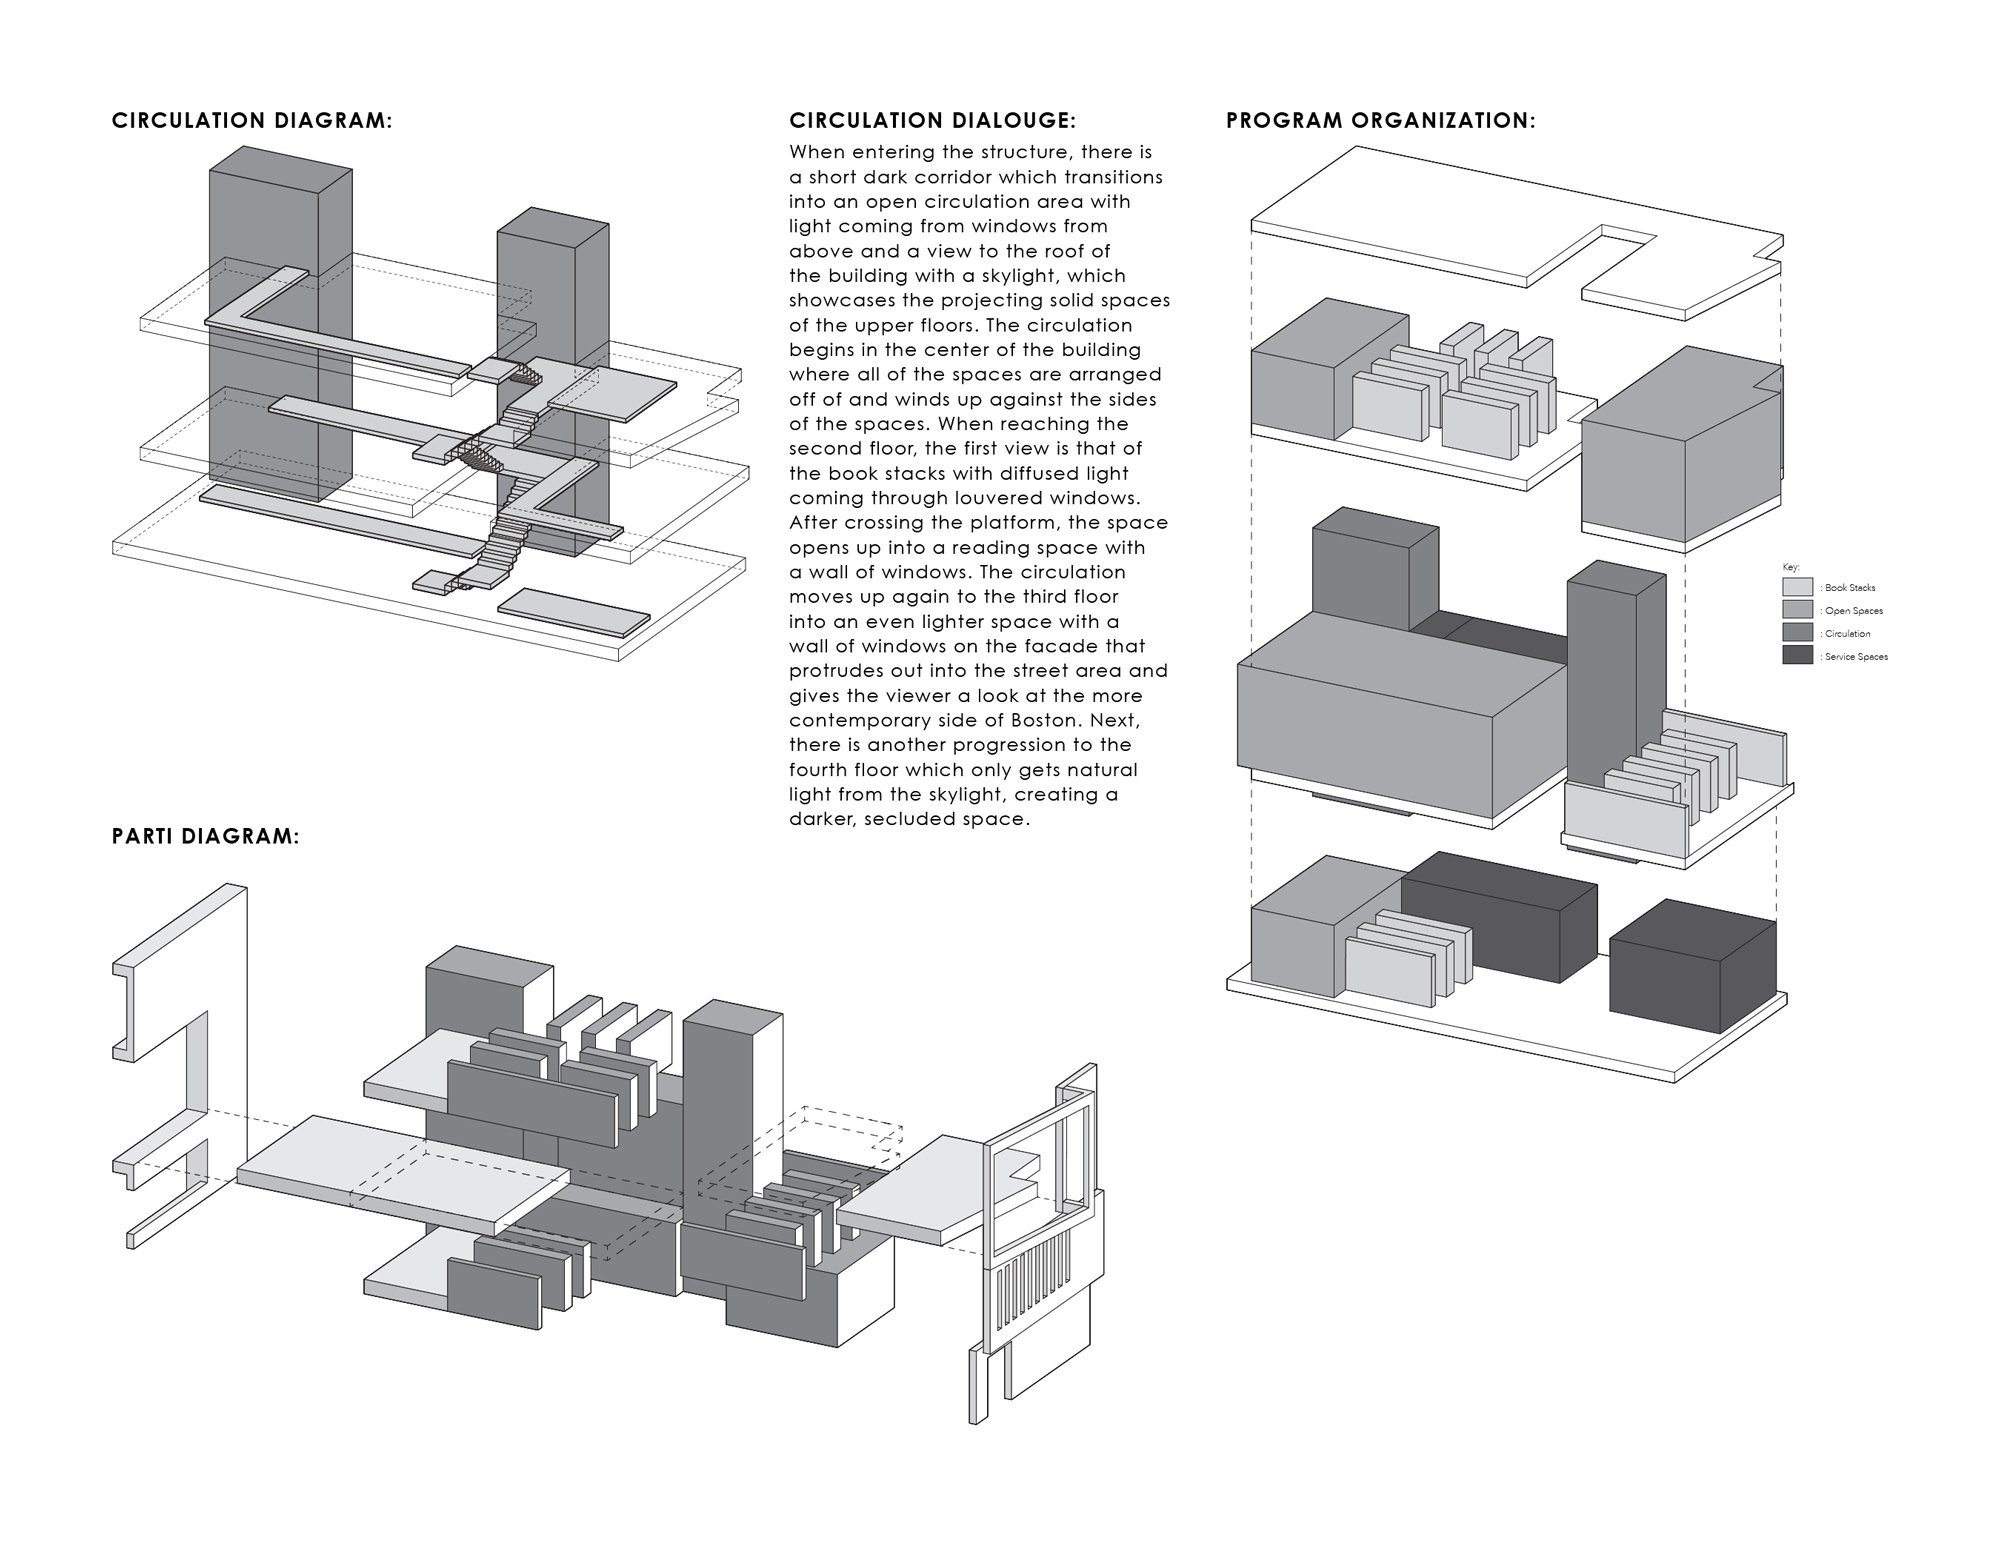 CIRCULATION DIAGRAM:
CIRCULATION DIALOUGE:
When entering the structure, there is
a short dark corridor which transitions
into an open circulation area with
light coming from windows from
above and a view to the roof of
the building with a skylight, which
showcases the projecting solid spaces
of the upper floors. The circulation
begins in the center of the building
where all of the spaces are arranged
off of and winds up against the sides
of the spaces. When reaching the
second floor, the first view is that of
the book stacks with diffused light
coming through louvered windows.
After crossing the platform, the space
opens up into a reading space with
a wall of windows. The circulation
moves up again to the third floor
into an even lighter space with a
wall of windows on the facade that
protrudes out into the street area and
gives the viewer a look at the more
contemporary side of Boston. Next,
there is another progression to the
fourth floor which only gets natural
light from the skylight, creating a
darker, secluded space.
PROGRAM ORGANIZATION:
Key:
: Book Stacks
: Open Spaces
: Circulation
: Service Spaces
PARTI DIAGRAM: